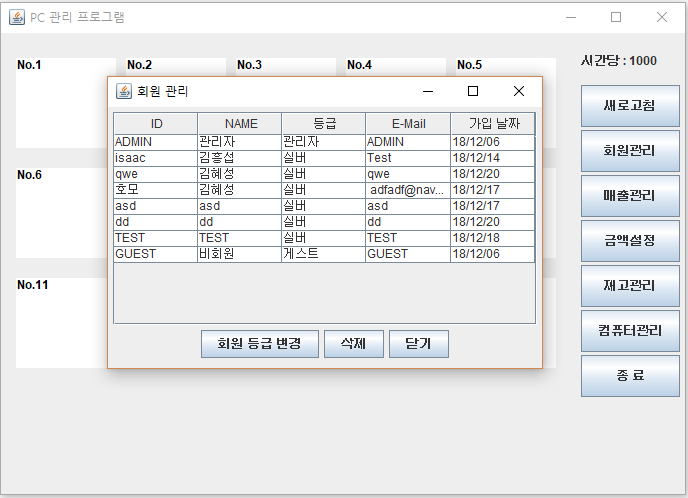 PC 관리 프로그램
No.1 No.2 No.3 No.4 No.5
시간당 : 1000
회원 관리
ID NAME 등급 E-Mail 가입 날짜
ADMIN 관리자 관리자 ADMIN 18/12/06
isaac 김홍섭 실버 Test 18/12/14
qwe 김혜성 실버 qwe 18/12/20
호모 김혜성 실버 adfadf@nav... 18/12/17
asd asd 실버 asd 18/12/17
dd dd 실버 dd 18/12/20
TEST TEST 실버 TEST 18/12/18
GUEST 비회원 게스트 GUEST 18/12/06
회원 등급 변경 삭제 닫기
No.6
No.11
새로고침
회원관리
매출관리
금액설정
재고관리
컴퓨터관리
종 료